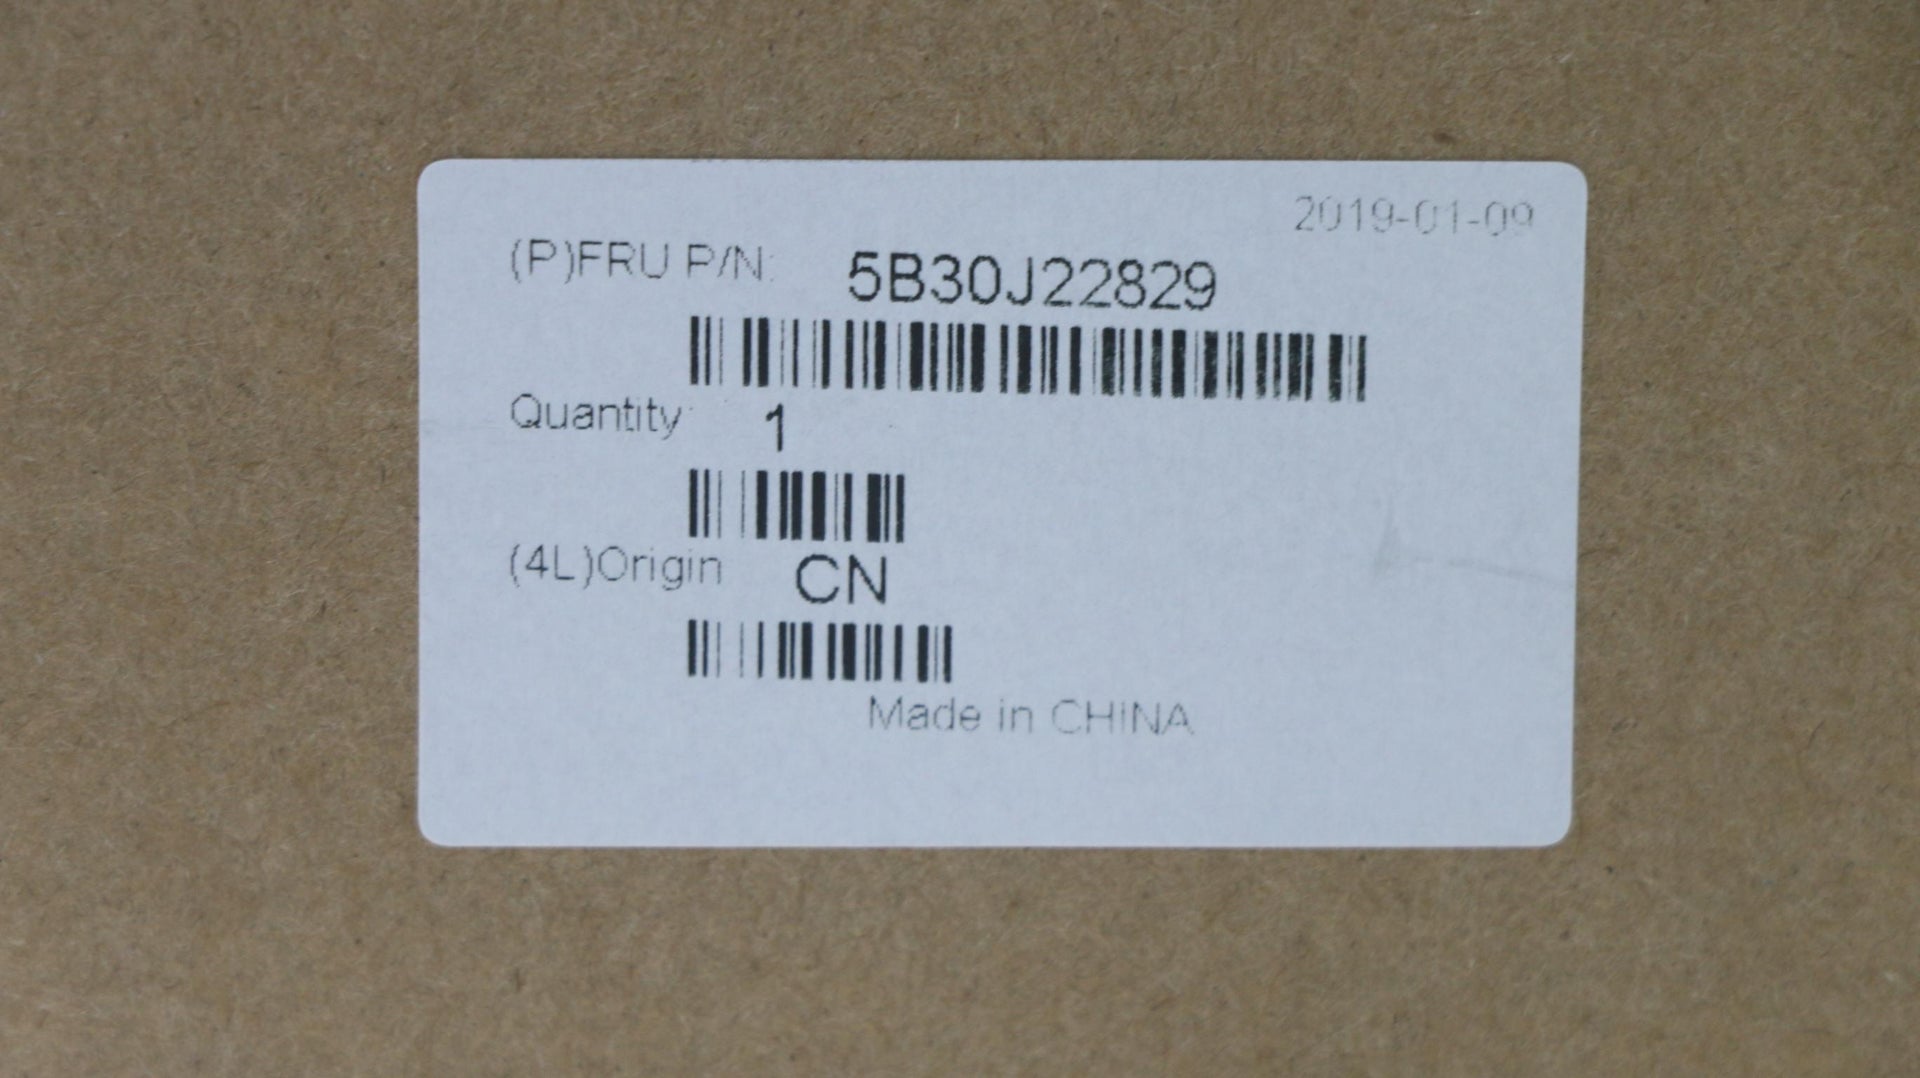 2019-01-09
(P)FRU P/N: 5B30J22829
Quantity: 1
(4L)Origin CN
Made in CHINA